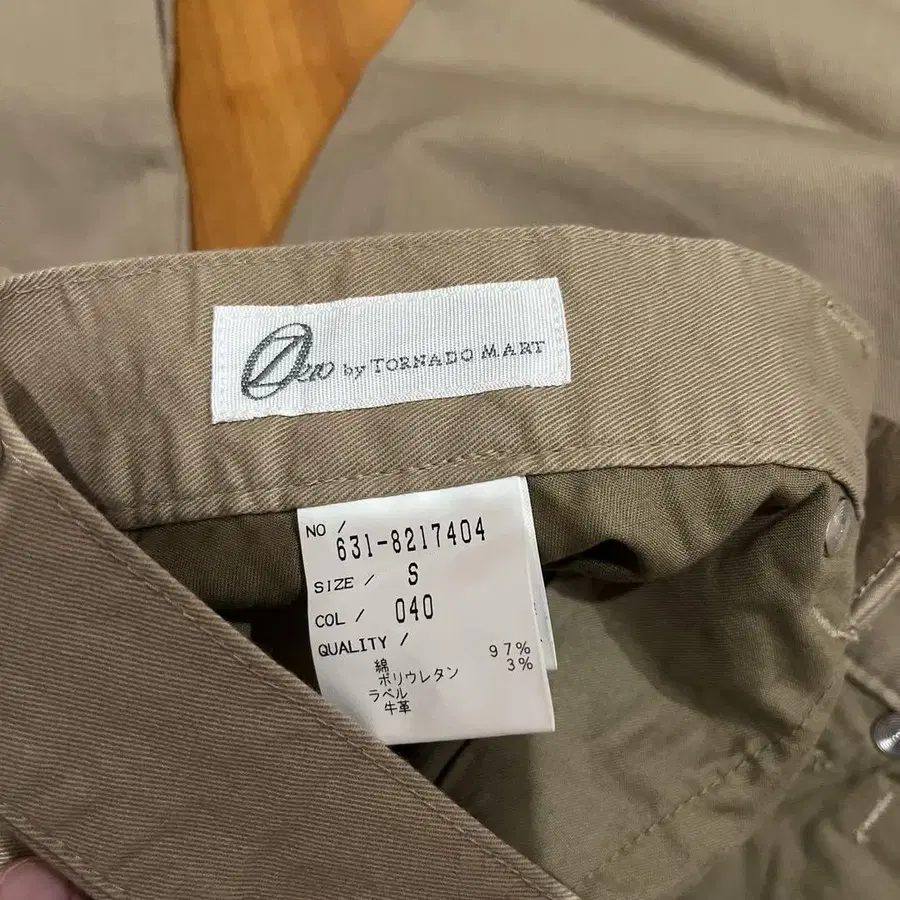 by TORNADO MART
NO /
631-8217404
SIZE / S
COL / 040
QUALITY /
綿 97%
ポリウレタン 3%
ラベル
牛革